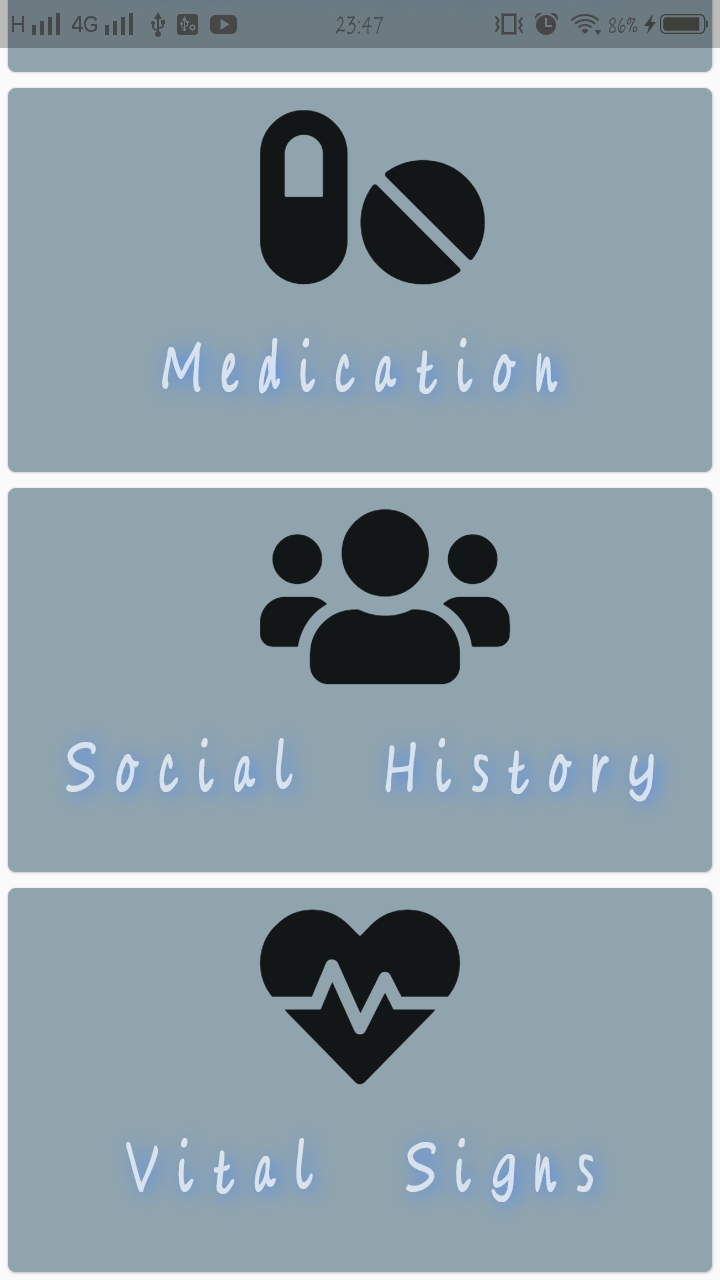 H 4G 23:47 86%
Medication
Social History
Vital Signs